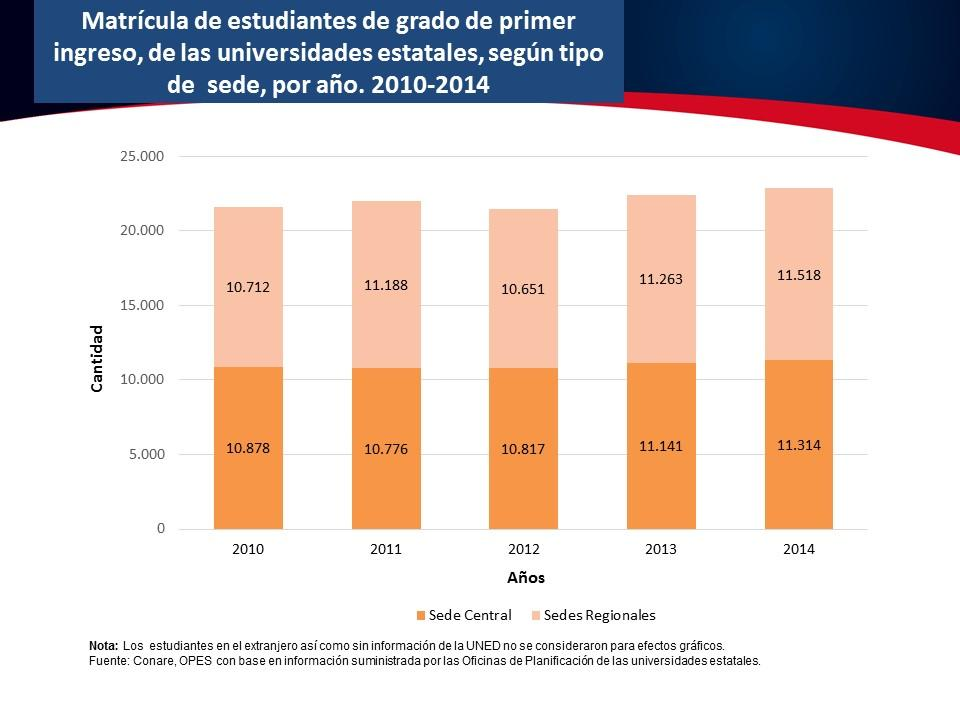 Matrícula de estudiantes de grado de primer
ingreso, de las universidades estatales, según tipo
de sede, por año. 2010-2014
25.000
20.000
15.000
10.000
5.000
0
Cantidad
10.712
11.188
10.651
11.263
11.518
10.878
10.776
10.817
11.141
11.314
2010
2011
2012
2013
2014
Años
Sede Central
Sedes Regionales
Nota: Los estudiantes en el extranjero así como sin información de la UNED no se consideraron para efectos gráficos.
Fuente: Conare, OPES con base en información suministrada por las Oficinas de Planificación de las universidades estatales.